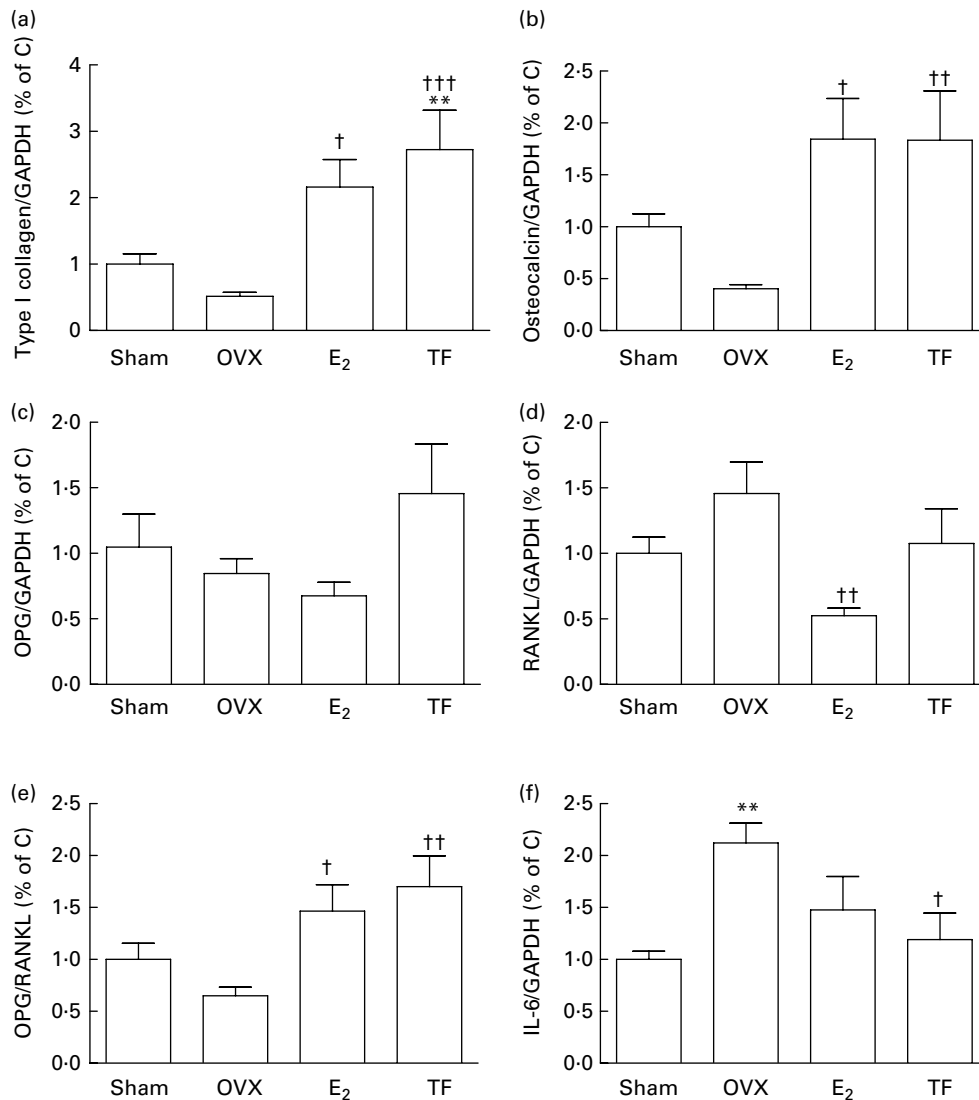 (a)
Type I collagen/GAPDH (% of C)
4
3
2
1
0
†
†††
**
Sham OVX E₂ TF
(b)
Osteocalcin/GAPDH (% of C)
2·5
2·0
1·5
1·0
0·5
0·0
†
††
Sham OVX E₂ TF
(c)
OPG/GAPDH (% of C)
2·0
1·5
1·0
0·5
0·0
Sham OVX E₂ TF
(d)
RANKL/GAPDH (% of C)
2·0
1·5
1·0
0·5
0·0
††
Sham OVX E₂ TF
(e)
OPG/RANKL (% of C)
2·5
2·0
1·5
1·0
0·5
0·0
†
††
Sham OVX E₂ TF
(f)
IL-6/GAPDH (% of C)
2·5
2·0
1·5
1·0
0·5
0·0
**
†
Sham OVX E₂ TF